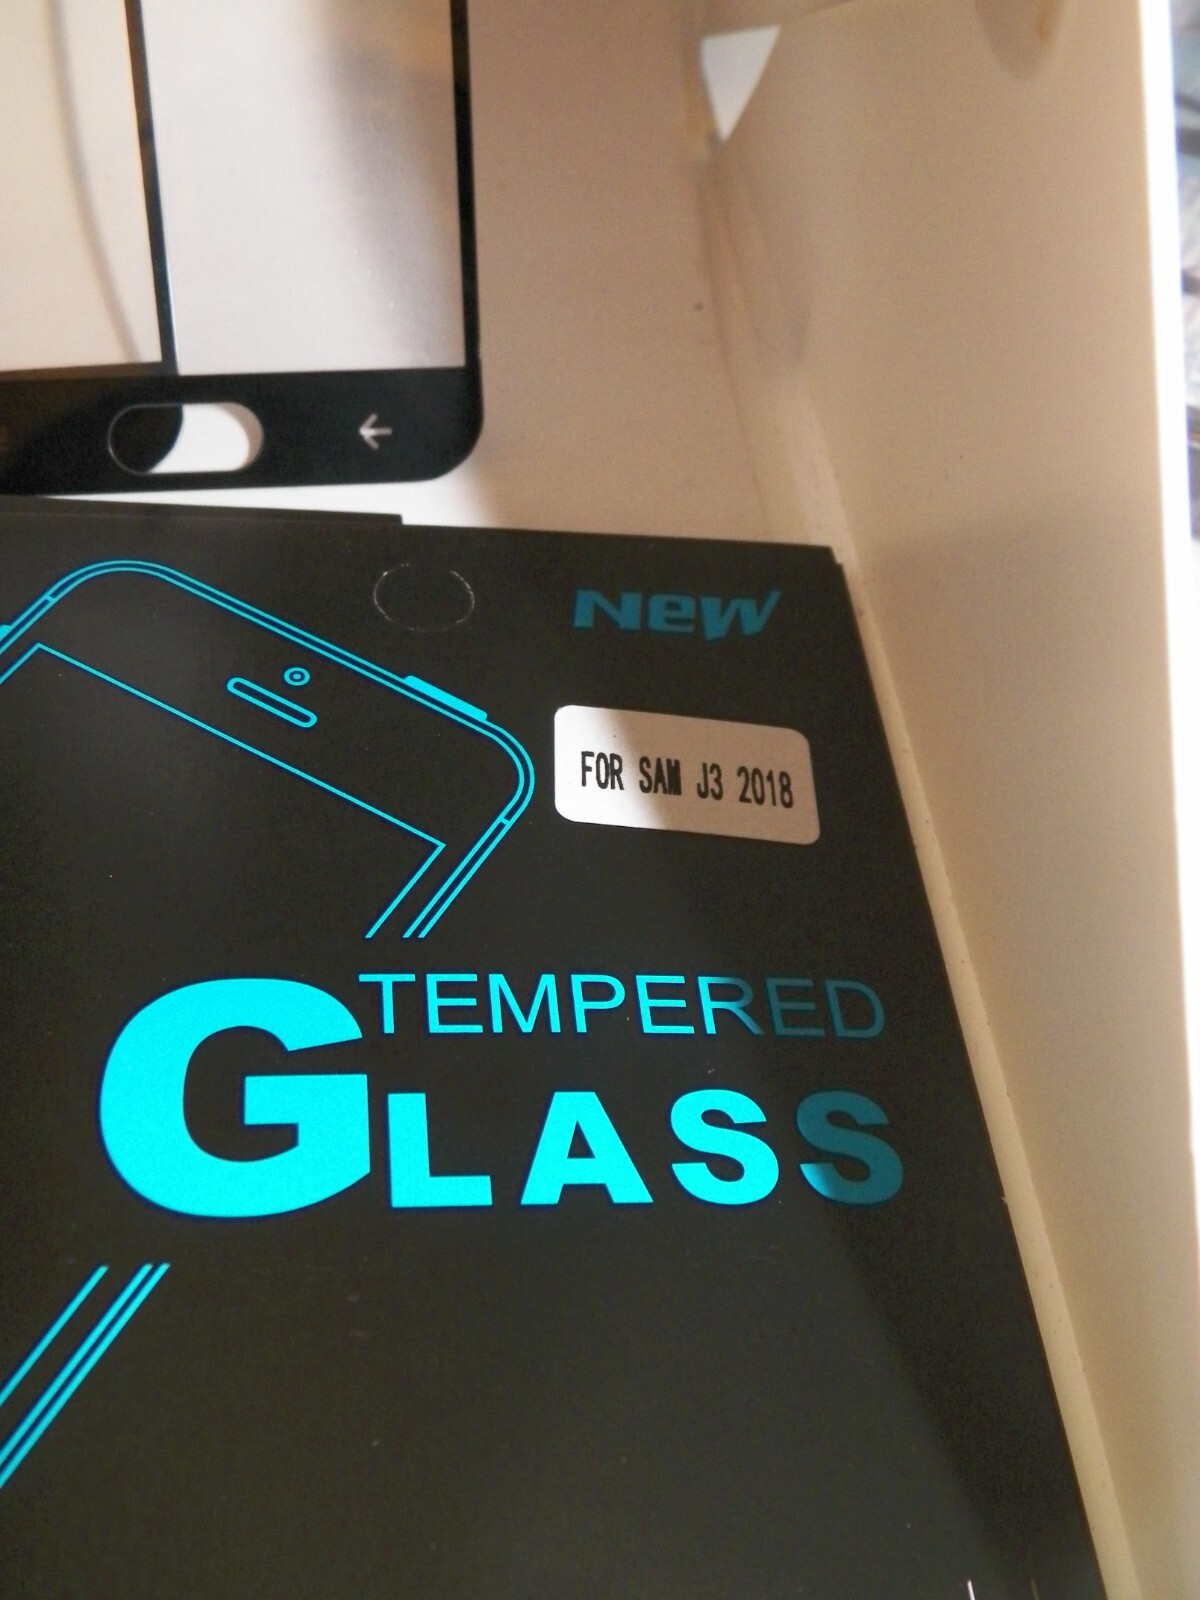 New
FOR SAM J3 2018
TEMPERED
GLASS